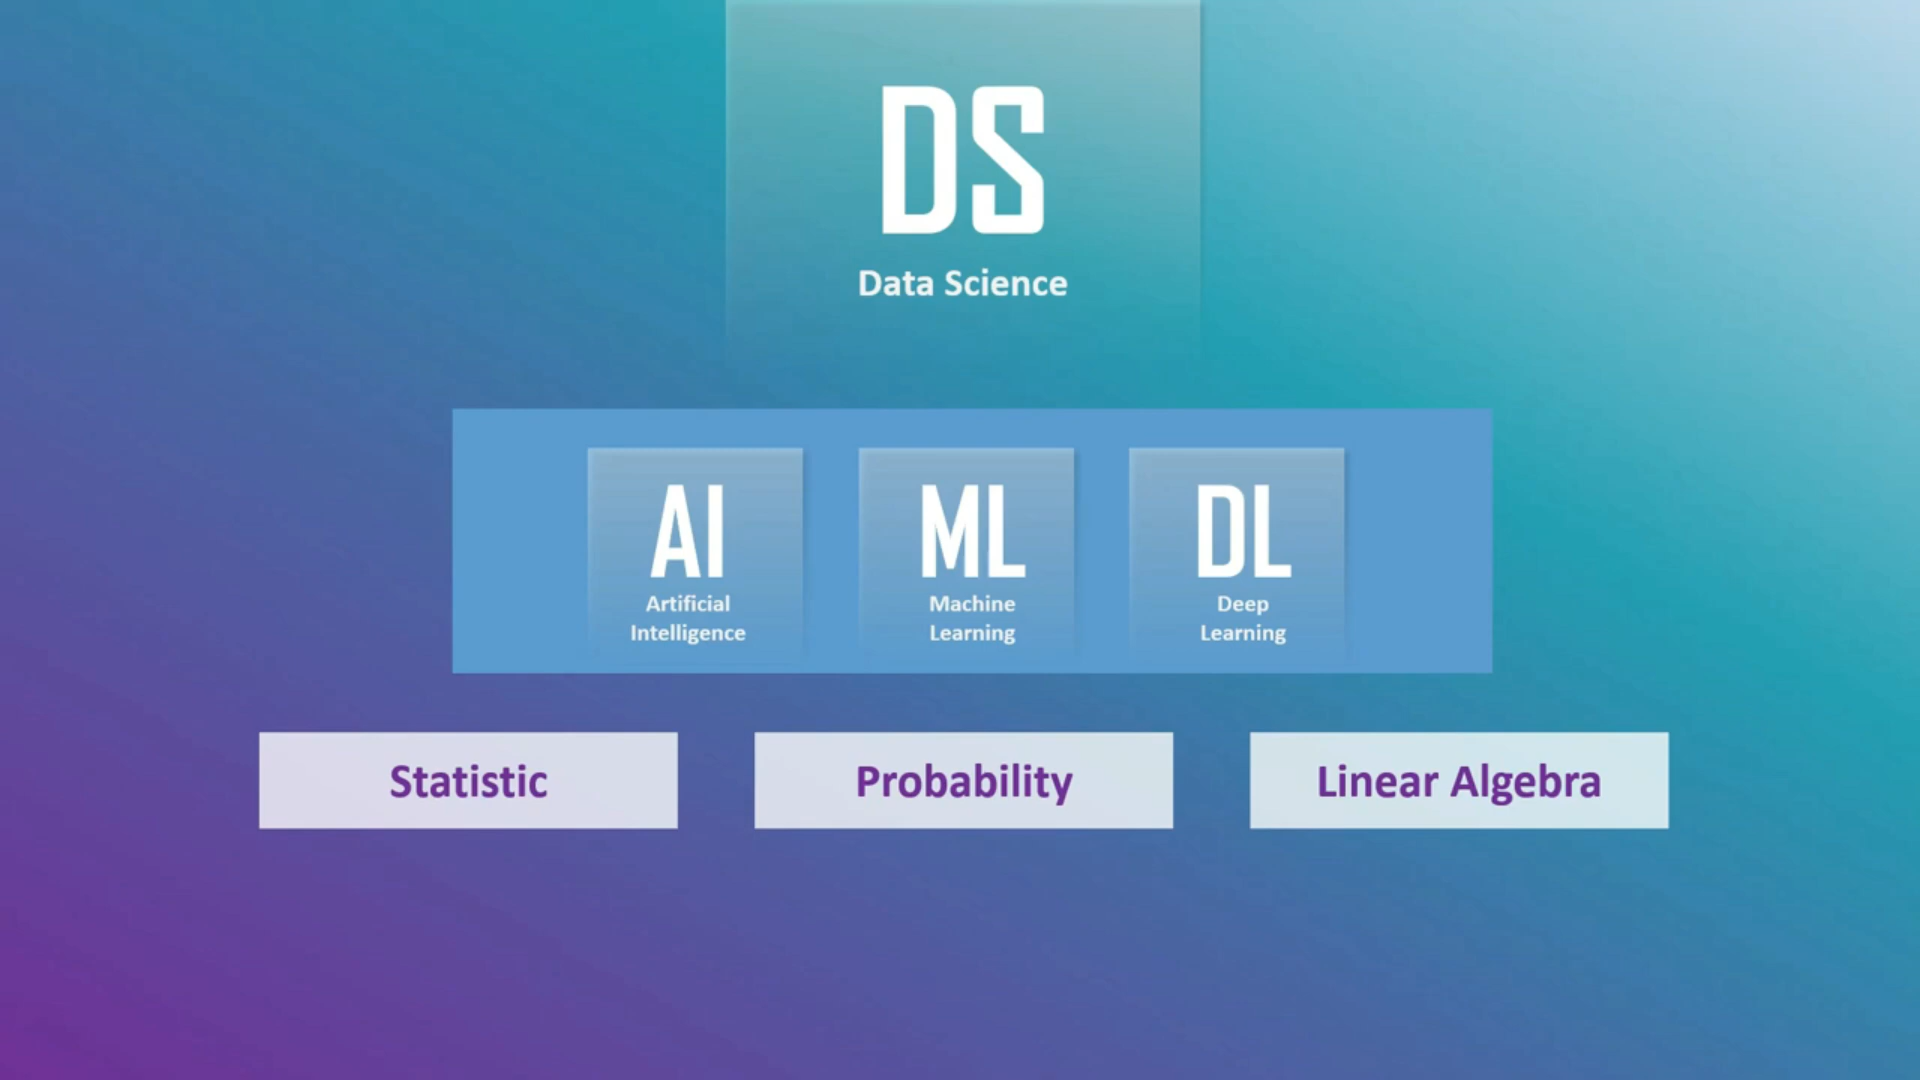 DS
Data Science
AI
Artificial
Intelligence
ML
Machine
Learning
DL
Deep
Learning
Statistic
Probability
Linear Algebra